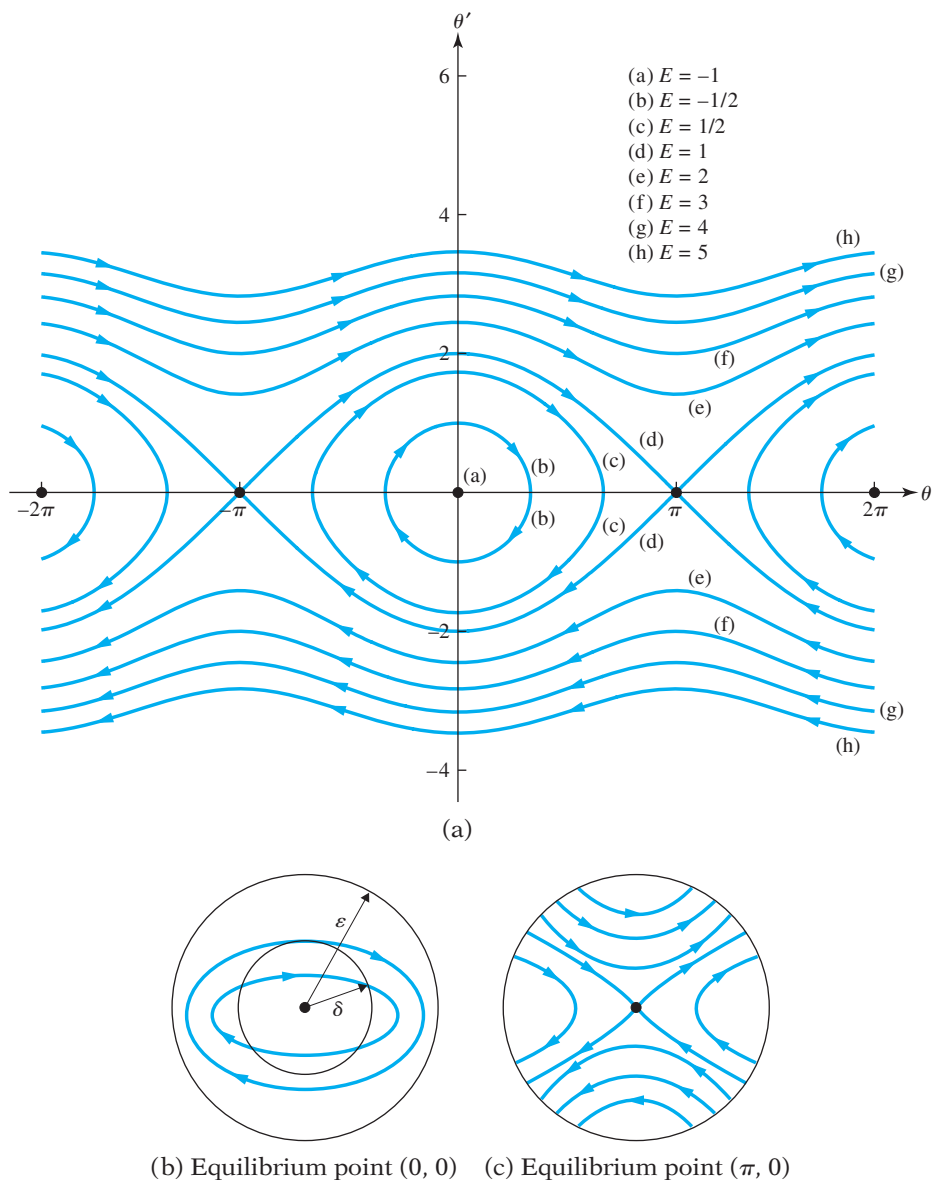 θ′
6
(a) E = –1
(b) E = –1/2
(c) E = 1/2
(d) E = 1
(e) E = 2
(f) E = 3
(g) E = 4
(h) E = 5
4
(h)
(g)
2
(f)
(e)
(d)
(c)
(b)
(a)
–2π
–π
π
2π
θ
(b)
(c)
(d)
(e)
–2
(f)
(g)
(h)
–4
(a)
ε
δ
(b) Equilibrium point (0, 0)
(c) Equilibrium point (π, 0)